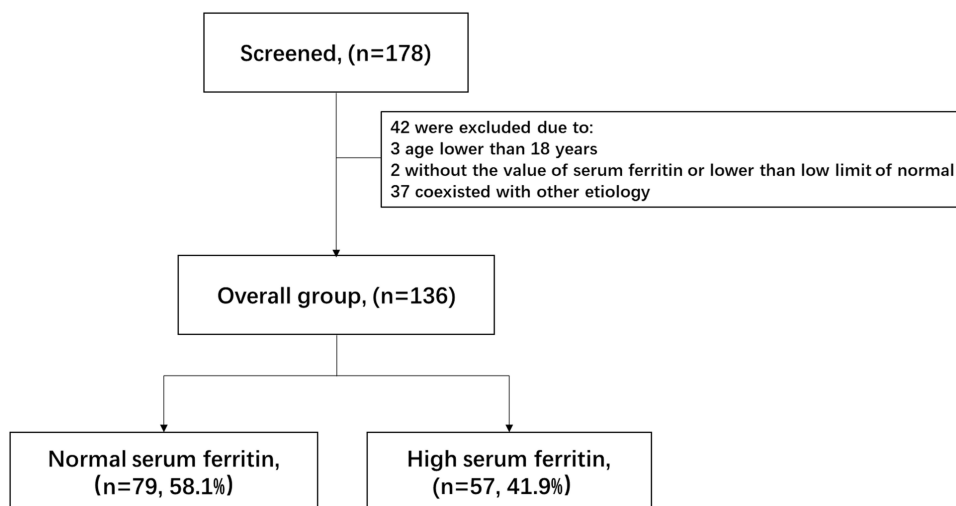 Screened, (n=178)
42 were excluded due to:
3 age lower than 18 years
2 without the value of serum ferritin or lower than low limit of normal
37 coexisted with other etiology
Overall group, (n=136)
Normal serum ferritin,
(n=79, 58.1%)
High serum ferritin,
(n=57, 41.9%)